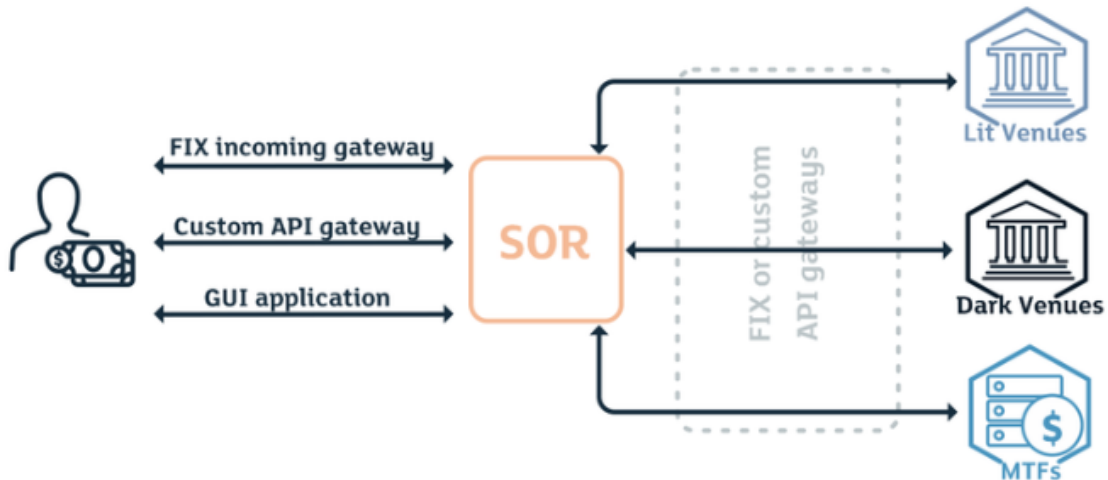 FIX incoming gateway
Custom API gateway
GUI application
$
SOR
FIX or custom
API gateways
Lit Venues
Dark Venues
$
MTFs